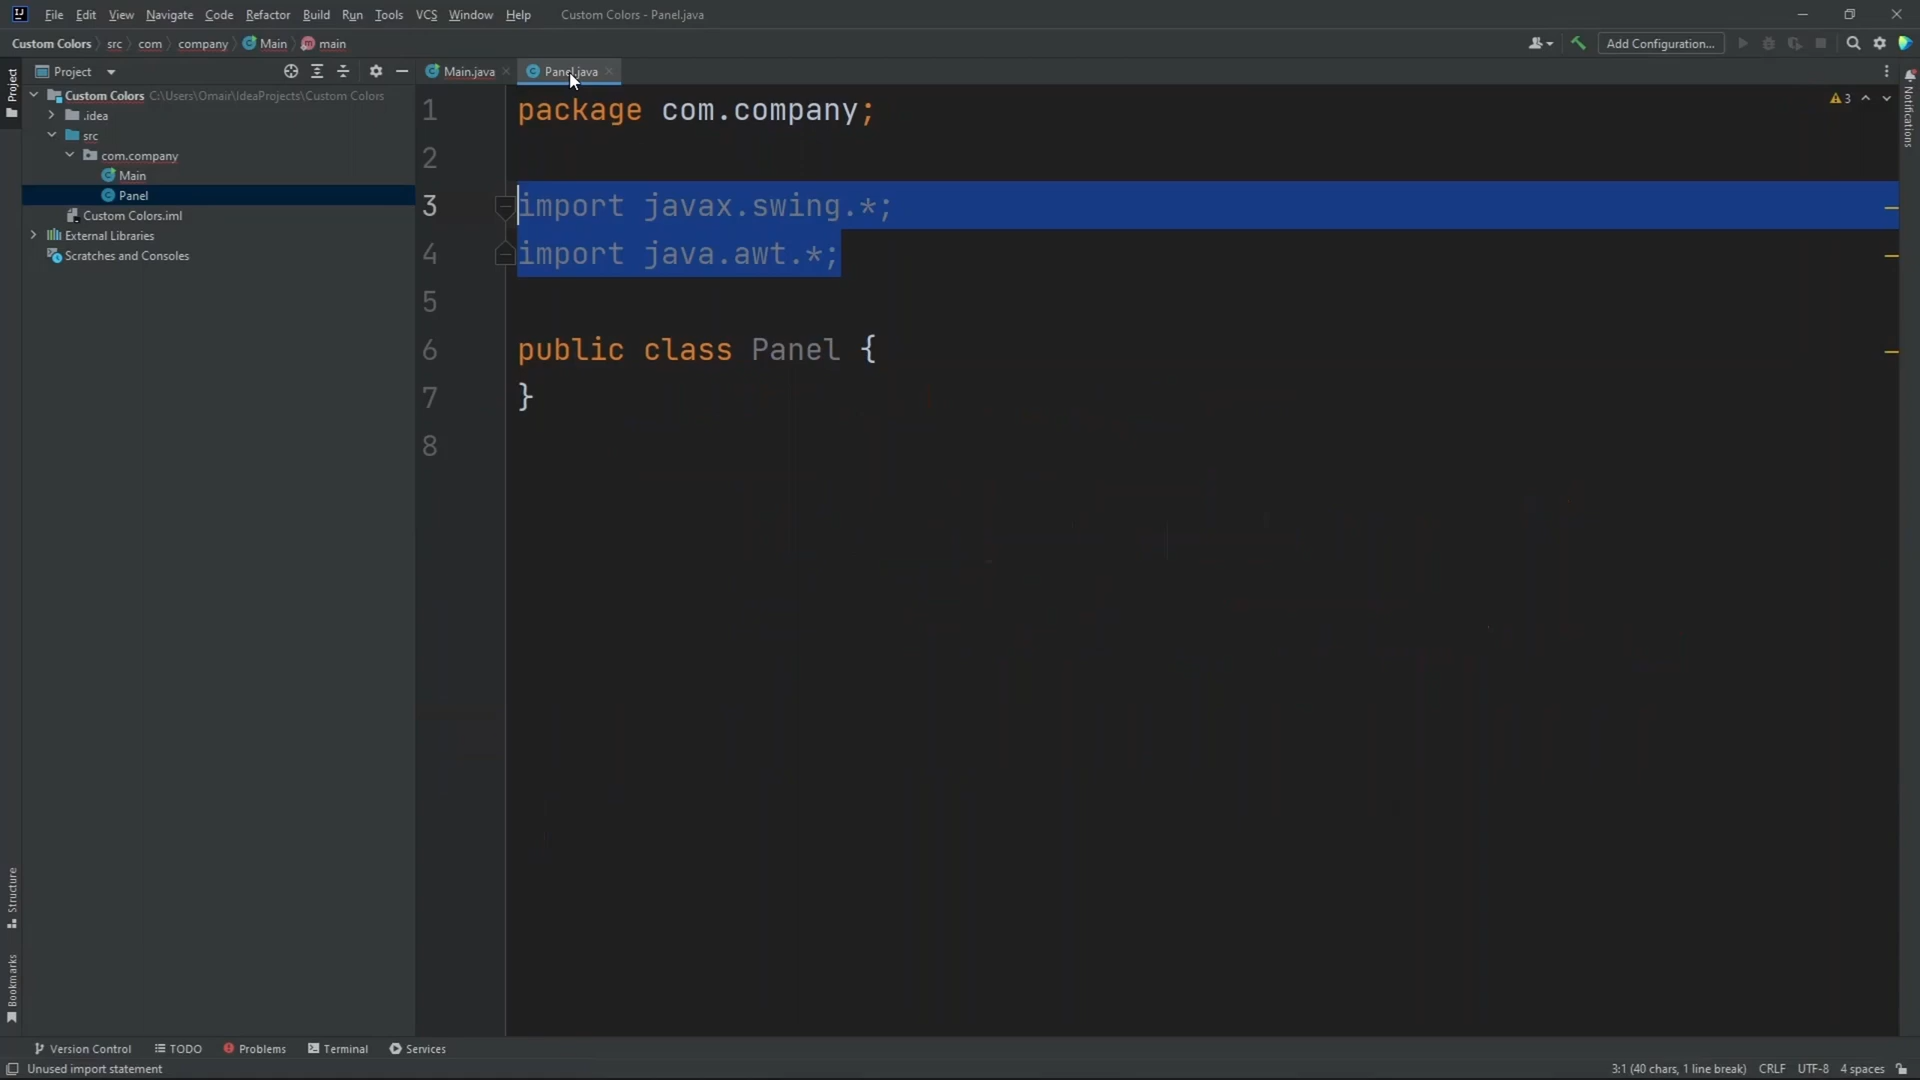 File Edit View Navigate Code Refactor Build Run Tools VCS Window Help Custom Colors - Panel.java
Custom Colors src com company Main main Add Configuration...
Project Main.java Panel.java
Custom Colors C:\Users\Omair\IdeaProjects\Custom Colors
.idea
src
com.company
Main
Panel
Custom Colors.iml
External Libraries
Scratches and Consoles
1 package com.company;
2
3 import javax.swing.*;
4 import java.awt.*;
5
6 public class Panel {
7 }
8
3
Project
Structure
Bookmarks
Notifications
Version Control TODO Problems Terminal Services
Unused import statement 3:1 (40 chars, 1 line break) CRLF UTF-8 4 spaces